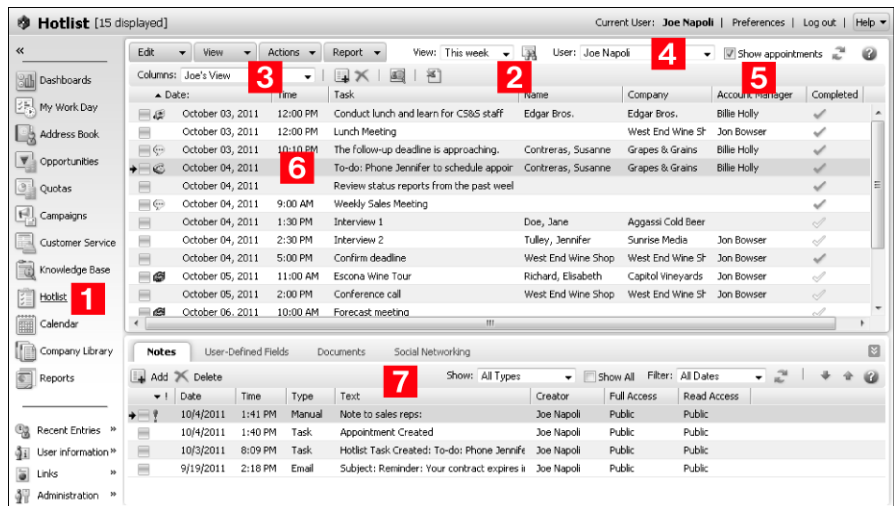 Hotlist [15 displayed] Current User: Joe Napoli | Preferences | Log out | Help
«
Edit View Actions Report View: This week User: Joe Napoli 4 Show appointments
Columns: Joe's View 3 2 5
Date: Time Task Name Company Account Manager Completed
October 03, 2011 12:00 PM Conduct lunch and learn for CS&S staff Edgar Bros. Edgar Bros. Billie Holly
October 03, 2011 12:00 PM Lunch Meeting West End Wine Sh Jon Bowser
October 03, 2011 10:10 PM The follow-up deadline is approaching. Contreras, Susanne Grapes & Grains Billie Holly
October 04, 2011 6 To-do: Phone Jennifer to schedule appoir Contreras, Susanne Grapes & Grains Billie Holly
October 04, 2011 Review status reports from the past weel
October 04, 2011 9:00 AM Weekly Sales Meeting
October 04, 2011 1:30 PM Interview 1 Doe, Jane Aggassi Cold Beer
October 04, 2011 2:30 PM Interview 2 Tulley, Jennifer Sunrise Media Jon Bowser
October 04, 2011 5:00 PM Confirm deadline West End Wine Shop West End Wine Sh Jon Bowser
October 05, 2011 11:00 AM Escona Wine Tour Richard, Elisabeth Capitol Vineyards Jon Bowser
October 05, 2011 2:00 PM Conference call West End Wine Shop West End Wine Sh Jon Bowser
October 06, 2011 10:00 AM Forecast meeting
Dashboards
My Work Day
Address Book
Opportunities
Quotas
Campaigns
Customer Service
Knowledge Base
Hotlist 1
Calendar
Company Library
Reports
Recent Entries »
User information »
Links »
Administration »
Notes User-Defined Fields Documents Social Networking
Add Delete 7 Show: All Types Show All Filter: All Dates
! Date Time Type Text Creator Full Access Read Access
10/4/2011 1:41 PM Manual Note to sales reps: Joe Napoli Public Public
10/4/2011 1:40 PM Task Appointment Created Joe Napoli Public Public
10/3/2011 8:09 PM Task Hotlist Task Created: To-do: Phone Jennife Joe Napoli Public Public
9/19/2011 2:18 PM Email Subject: Reminder: Your contract expires i Joe Napoli Public Public